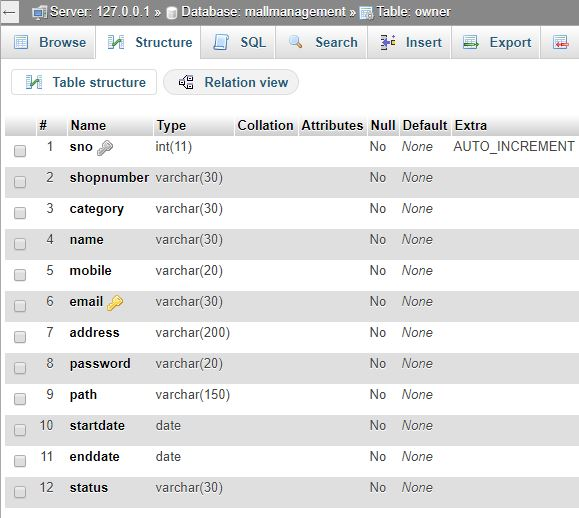 Server: 127.0.0.1 » Database: mallmanagement » Table: owner
Browse Structure SQL Search Insert Export
Table structure Relation view
# Name Type Collation Attributes Null Default Extra
1 sno int(11) No None AUTO_INCREMENT
2 shopnumber varchar(30) No None
3 category varchar(30) No None
4 name varchar(30) No None
5 mobile varchar(20) No None
6 email varchar(30) No None
7 address varchar(200) No None
8 password varchar(20) No None
9 path varchar(150) No None
10 startdate date No None
11 enddate date No None
12 status varchar(30) No None